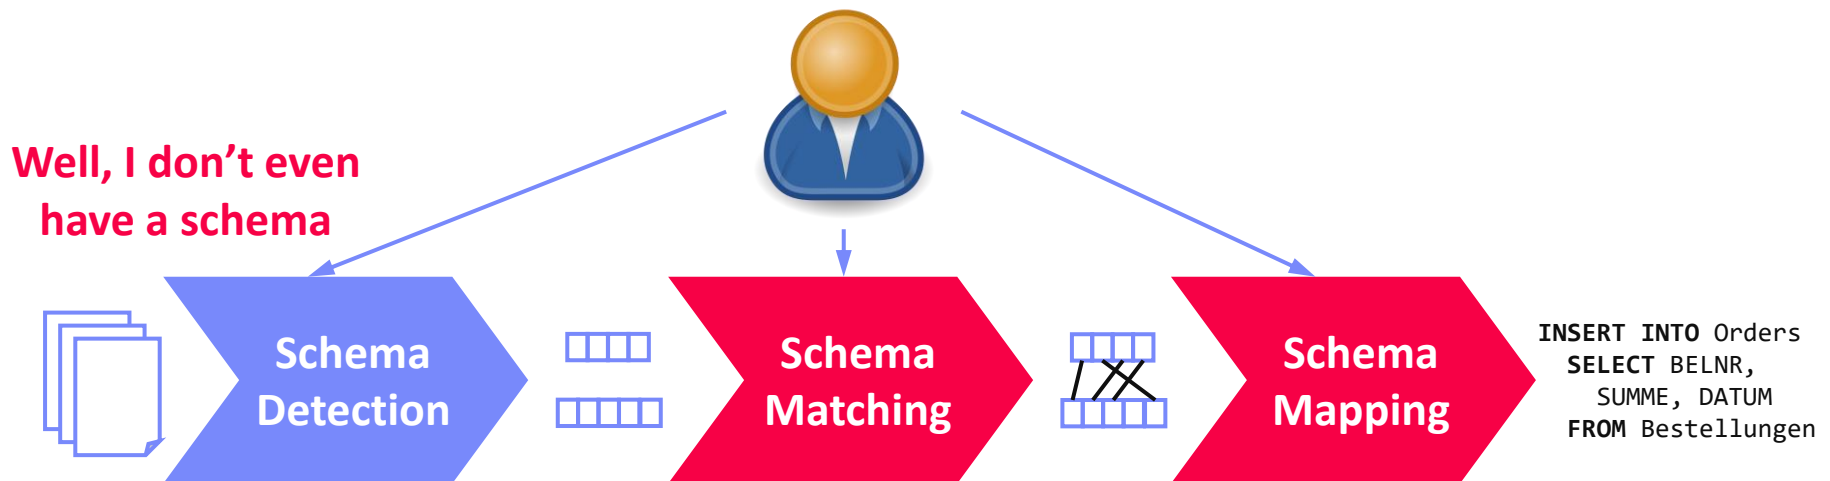 Well, I don’t even
have a schema
Schema
Detection
Schema
Matching
Schema
Mapping
INSERT INTO Orders
SELECT BELNR,
SUMME, DATUM
FROM Bestellungen